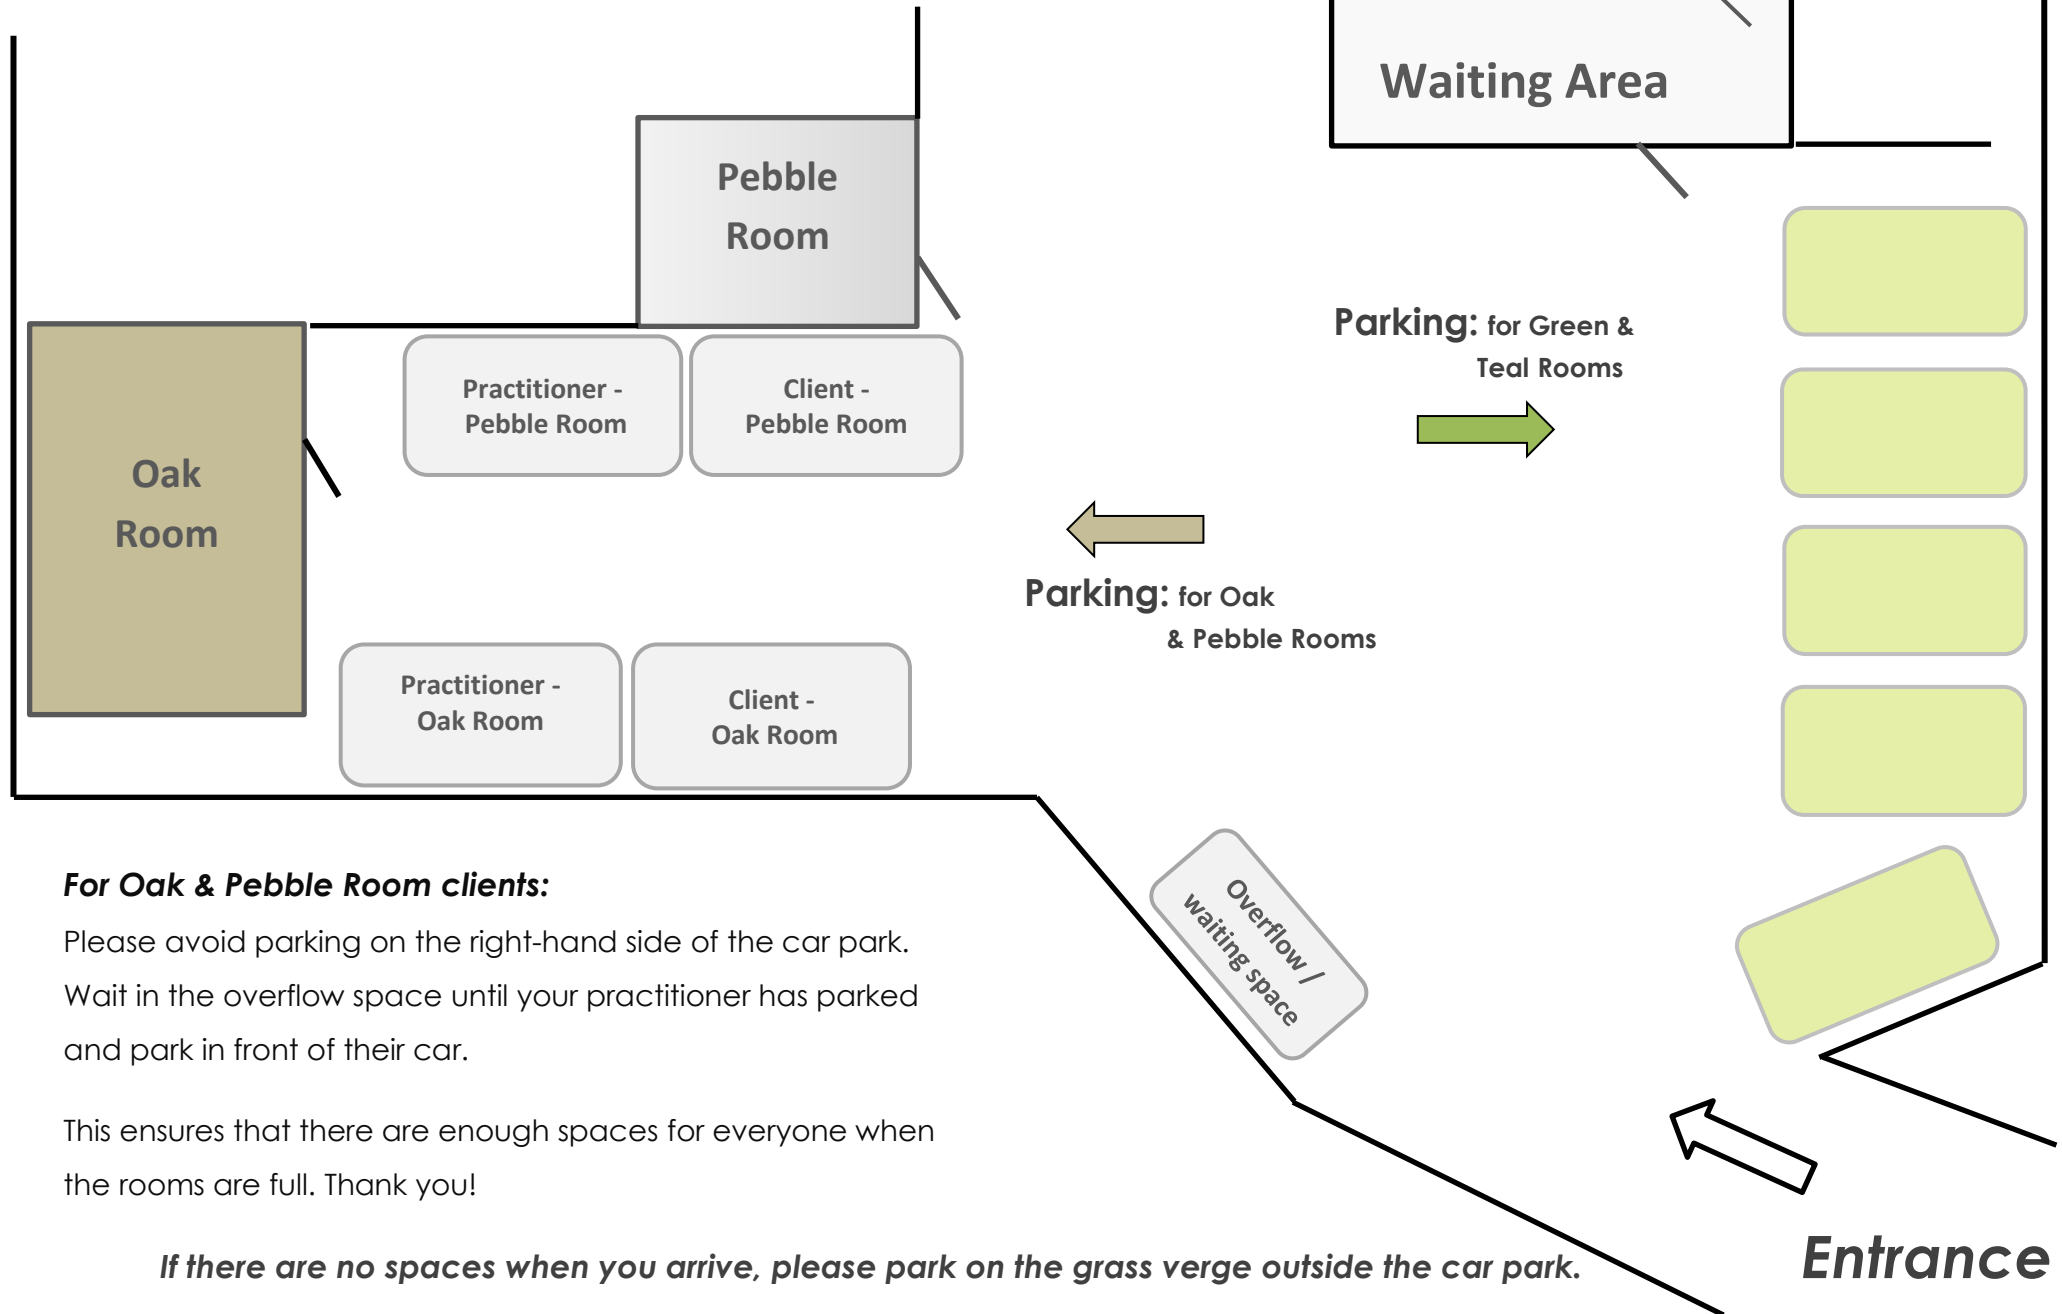 Waiting Area
Pebble
Room
Parking: for Green &
Teal Rooms
Practitioner -
Pebble Room
Client -
Pebble Room
Oak
Room
Parking: for Oak
& Pebble Rooms
Practitioner -
Oak Room
Client -
Oak Room
Overflow /
waiting space
For Oak & Pebble Room clients:
Please avoid parking on the right-hand side of the car park.
Wait in the overflow space until your practitioner has parked
and park in front of their car.
This ensures that there are enough spaces for everyone when
the rooms are full. Thank you!
Entrance
If there are no spaces when you arrive, please park on the grass verge outside the car park.